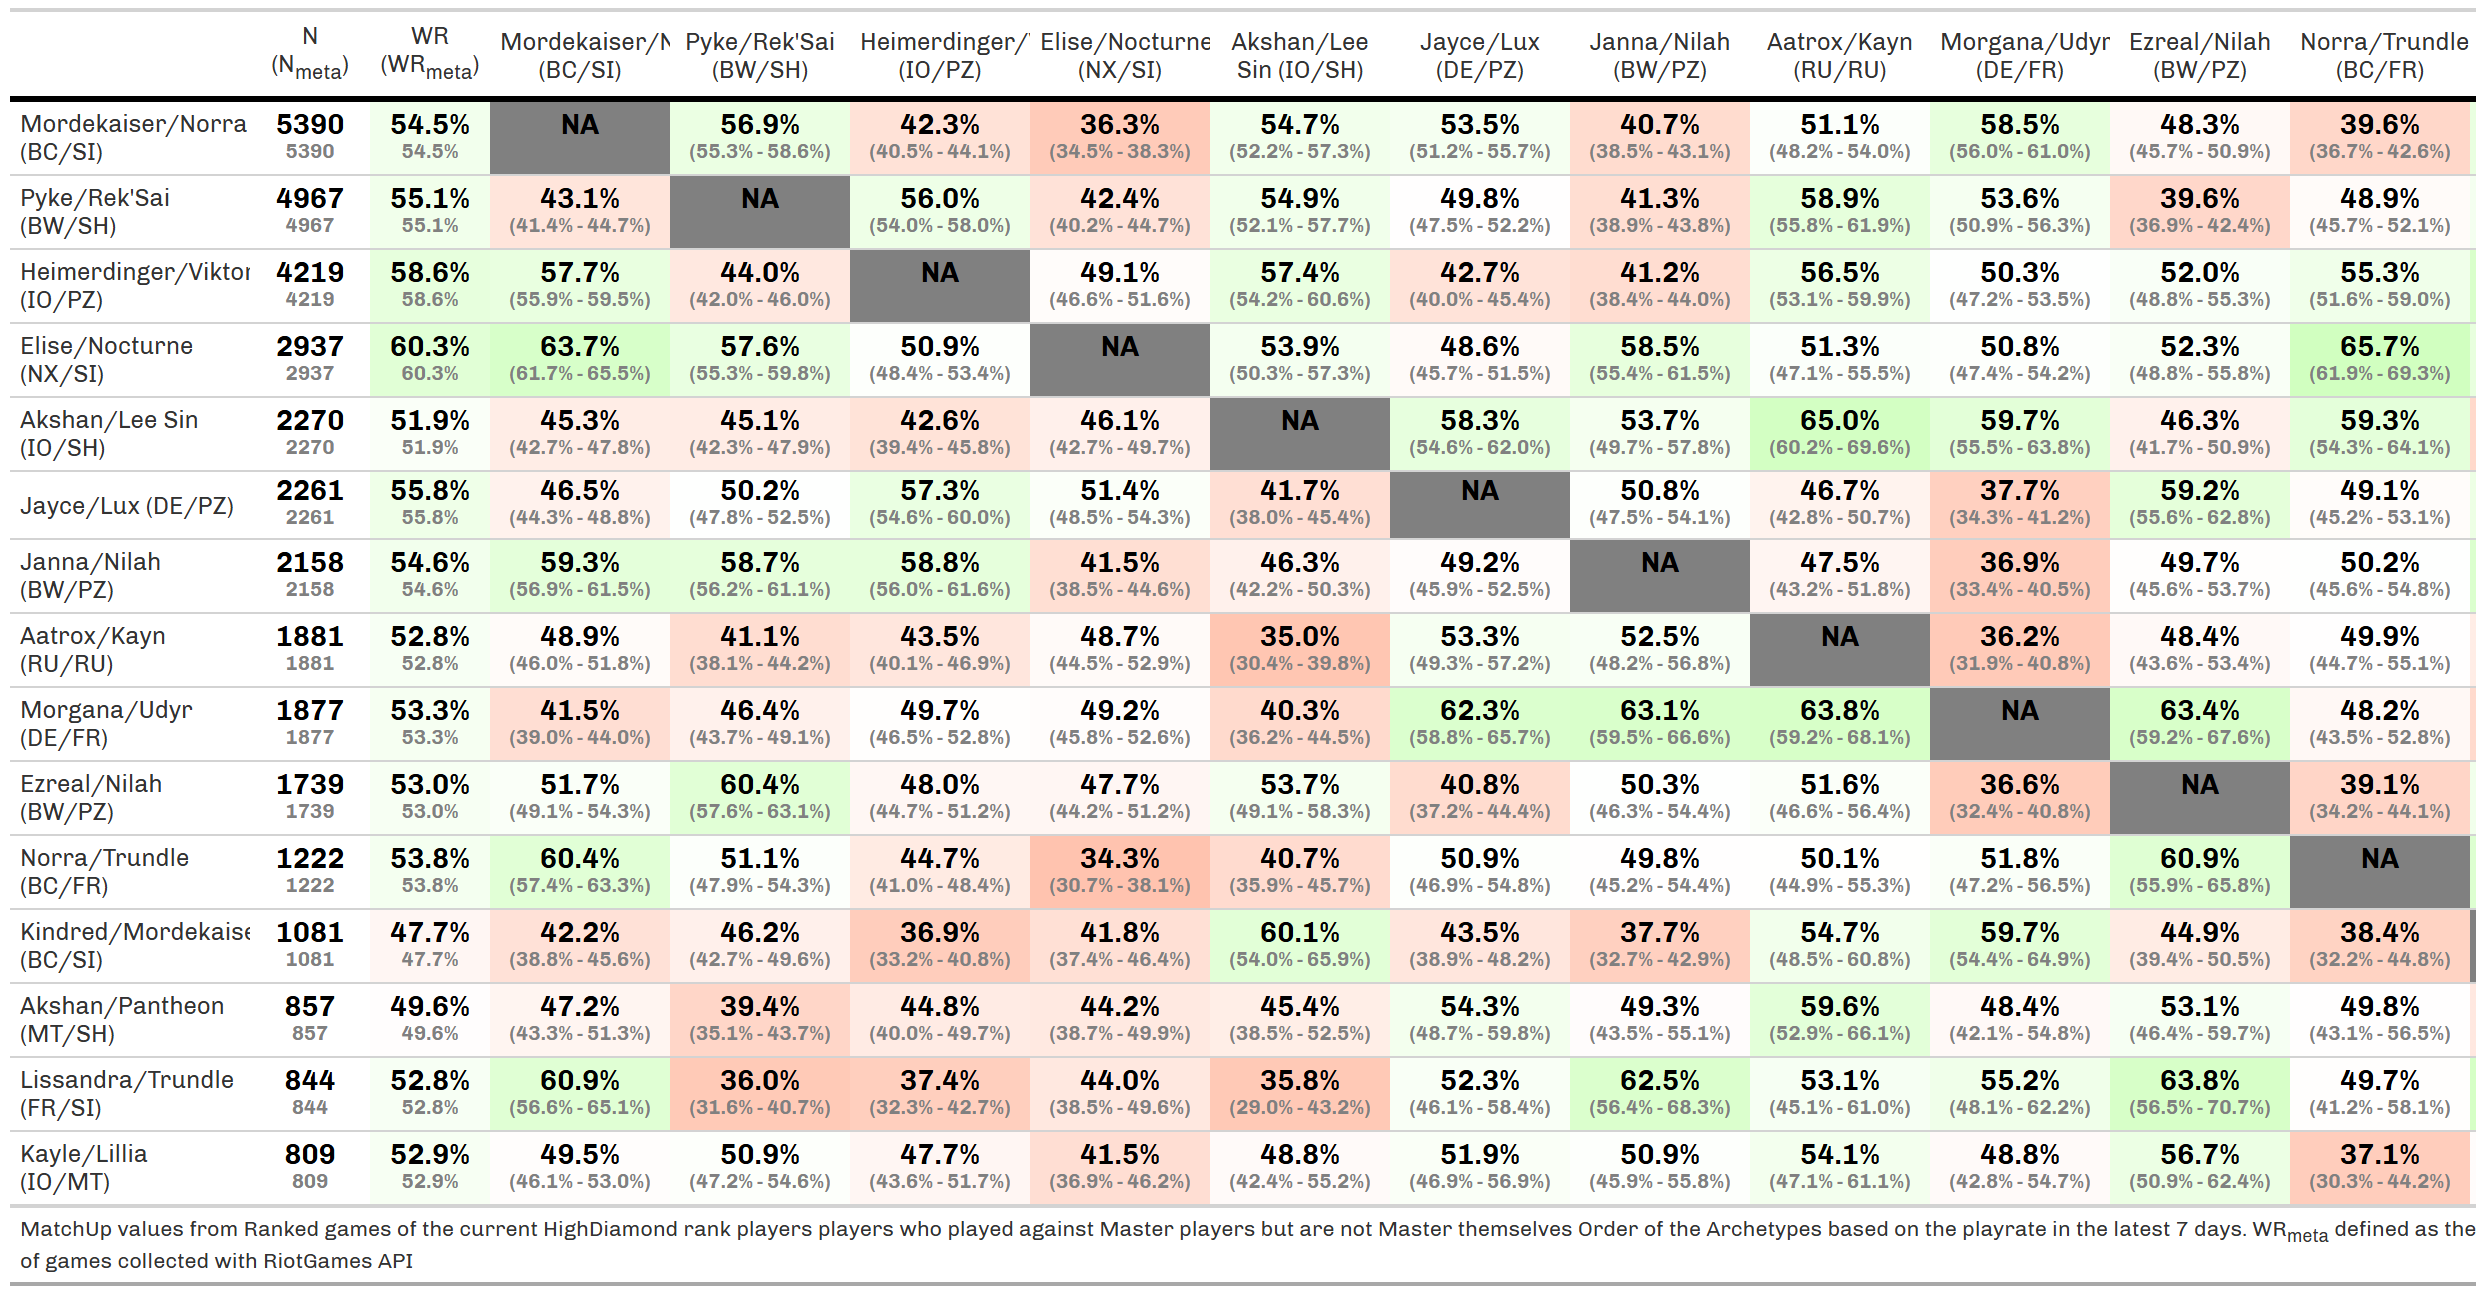 N WR Mordekaiser/N Pyke/Rek'Sai Heimerdinger/ Elise/Nocturne Akshan/Lee Jayce/Lux Janna/Nilah Aatrox/Kayn Morgana/Udyr Ezreal/Nilah Norra/Trundle
(Nmeta) (WRmeta) (BC/SI) (BW/SH) (IO/PZ) (NX/SI) Sin (IO/SH) (DE/PZ) (BW/PZ) (RU/RU) (DE/FR) (BW/PZ) (BC/FR)
Mordekaiser/Norra 5390 54.5% NA 56.9% 42.3% 36.3% 54.7% 53.5% 40.7% 51.1% 58.5% 48.3% 39.6%
(BC/SI) 5390 54.5% (55.3% - 58.6%) (40.5% - 44.1%) (34.5% - 38.3%) (52.2% - 57.3%) (51.2% - 55.7%) (38.5% - 43.1%) (48.2% - 54.0%) (56.0% - 61.0%) (45.7% - 50.9%) (36.7% - 42.6%)
Pyke/Rek'Sai 4967 55.1% 43.1% NA 56.0% 42.4% 54.9% 49.8% 41.3% 58.9% 53.6% 39.6% 48.9%
(BW/SH) 4967 55.1% (41.4% - 44.7%) (54.0% - 58.0%) (40.2% - 44.7%) (52.1% - 57.7%) (47.5% - 52.2%) (38.9% - 43.8%) (55.8% - 61.9%) (50.9% - 56.3%) (36.9% - 42.4%) (45.7% - 52.1%)
Heimerdinger/Viktor 4219 58.6% 57.7% 44.0% NA 49.1% 57.4% 42.7% 41.2% 56.5% 50.3% 52.0% 55.3%
(IO/PZ) 4219 58.6% (55.9% - 59.5%) (42.0% - 46.0%) (46.6% - 51.6%) (54.2% - 60.6%) (40.0% - 45.4%) (38.4% - 44.0%) (53.1% - 59.9%) (47.2% - 53.5%) (48.8% - 55.3%) (51.6% - 59.0%)
Elise/Nocturne 2937 60.3% 63.7% 57.6% 50.9% NA 53.9% 48.6% 58.5% 51.3% 50.8% 52.3% 65.7%
(NX/SI) 2937 60.3% (61.7% - 65.5%) (55.3% - 59.8%) (48.4% - 53.4%) (50.3% - 57.3%) (45.7% - 51.5%) (55.4% - 61.5%) (47.1% - 55.5%) (47.4% - 54.2%) (48.8% - 55.8%) (61.9% - 69.3%)
Akshan/Lee Sin 2270 51.9% 45.3% 45.1% 42.6% 46.1% NA 58.3% 53.7% 65.0% 59.7% 46.3% 59.3%
(IO/SH) 2270 51.9% (42.7% - 47.8%) (42.3% - 47.9%) (39.4% - 45.8%) (42.7% - 49.7%) (54.6% - 62.0%) (49.7% - 57.8%) (60.2% - 69.6%) (55.5% - 63.8%) (41.7% - 50.9%) (54.3% - 64.1%)
Jayce/Lux (DE/PZ) 2261 55.8% 46.5% 50.2% 57.3% 51.4% 41.7% NA 50.8% 46.7% 37.7% 59.2% 49.1%
2261 55.8% (44.3% - 48.8%) (47.8% - 52.5%) (54.6% - 60.0%) (48.5% - 54.3%) (38.0% - 45.4%) (47.5% - 54.1%) (42.8% - 50.7%) (34.3% - 41.2%) (55.6% - 62.8%) (45.2% - 53.1%)
Janna/Nilah 2158 54.6% 59.3% 58.7% 58.8% 41.5% 46.3% 49.2% NA 47.5% 36.9% 49.7% 50.2%
(BW/PZ) 2158 54.6% (56.9% - 61.5%) (56.2% - 61.1%) (56.0% - 61.6%) (38.5% - 44.6%) (42.2% - 50.3%) (45.9% - 52.5%) (43.2% - 51.8%) (33.4% - 40.5%) (45.6% - 53.7%) (45.6% - 54.8%)
Aatrox/Kayn 1881 52.8% 48.9% 41.1% 43.5% 48.7% 35.0% 53.3% 52.5% NA 36.2% 48.4% 49.9%
(RU/RU) 1881 52.8% (46.0% - 51.8%) (38.1% - 44.2%) (40.1% - 46.9%) (44.5% - 52.9%) (30.4% - 39.8%) (49.3% - 57.2%) (48.2% - 56.8%) (31.9% - 40.8%) (43.6% - 53.4%) (44.7% - 55.1%)
Morgana/Udyr 1877 53.3% 41.5% 46.4% 49.7% 49.2% 40.3% 62.3% 63.1% 63.8% NA 63.4% 48.2%
(DE/FR) 1877 53.3% (39.0% - 44.0%) (43.7% - 49.1%) (46.5% - 52.8%) (45.8% - 52.6%) (36.2% - 44.5%) (58.8% - 65.7%) (59.5% - 66.6%) (59.2% - 68.1%) (59.2% - 67.6%) (43.5% - 52.8%)
Ezreal/Nilah 1739 53.0% 51.7% 60.4% 48.0% 47.7% 53.7% 40.8% 50.3% 51.6% 36.6% NA 39.1%
(BW/PZ) 1739 53.0% (49.1% - 54.3%) (57.6% - 63.1%) (44.7% - 51.2%) (44.2% - 51.2%) (49.1% - 58.3%) (37.2% - 44.4%) (46.3% - 54.4%) (46.6% - 56.4%) (32.4% - 40.8%) (34.2% - 44.1%)
Norra/Trundle 1222 53.8% 60.4% 51.1% 44.7% 34.3% 40.7% 50.9% 49.8% 50.1% 51.8% 60.9% NA
(BC/FR) 1222 53.8% (57.4% - 63.3%) (47.9% - 54.3%) (41.0% - 48.4%) (30.7% - 38.1%) (35.9% - 45.7%) (46.9% - 54.8%) (45.2% - 54.4%) (44.9% - 55.3%) (47.2% - 56.5%) (55.9% - 65.8%)
Kindred/Mordekaise 1081 47.7% 42.2% 46.2% 36.9% 41.8% 60.1% 43.5% 37.7% 54.7% 59.7% 44.9% 38.4%
(BC/SI) 1081 47.7% (38.8% - 45.6%) (42.7% - 49.6%) (33.2% - 40.8%) (37.4% - 46.4%) (54.0% - 65.9%) (38.9% - 48.2%) (32.7% - 42.9%) (48.5% - 60.8%) (54.4% - 64.9%) (39.4% - 50.5%) (32.2% - 44.8%)
Akshan/Pantheon 857 49.6% 47.2% 39.4% 44.8% 44.2% 45.4% 54.3% 49.3% 59.6% 48.4% 53.1% 49.8%
(MT/SH) 857 49.6% (43.3% - 51.3%) (35.1% - 43.7%) (40.0% - 49.7%) (38.7% - 49.9%) (38.5% - 52.5%) (48.7% - 59.8%) (43.5% - 55.1%) (52.9% - 66.1%) (42.1% - 54.8%) (46.4% - 59.7%) (43.1% - 56.5%)
Lissandra/Trundle 844 52.8% 60.9% 36.0% 37.4% 44.0% 35.8% 52.3% 62.5% 53.1% 55.2% 63.8% 49.7%
(FR/SI) 844 52.8% (56.6% - 65.1%) (31.6% - 40.7%) (32.3% - 42.7%) (38.5% - 49.6%) (29.0% - 43.2%) (46.1% - 58.4%) (56.4% - 68.3%) (45.1% - 61.0%) (48.1% - 62.2%) (56.5% - 70.7%) (41.2% - 58.1%)
Kayle/Lillia 809 52.9% 49.5% 50.9% 47.7% 41.5% 48.8% 51.9% 50.9% 54.1% 48.8% 56.7% 37.1%
(IO/MT) 809 52.9% (46.1% - 53.0%) (47.2% - 54.6%) (43.6% - 51.7%) (36.9% - 46.2%) (42.4% - 55.2%) (46.9% - 56.9%) (45.9% - 55.8%) (47.1% - 61.1%) (42.8% - 54.7%) (50.9% - 62.4%) (30.3% - 44.2%)
MatchUp values from Ranked games of the current HighDiamond rank players players who played against Master players but are not Master themselves Order of the Archetypes based on the playrate in the latest 7 days. WRmeta defined as the
of games collected with RiotGames API